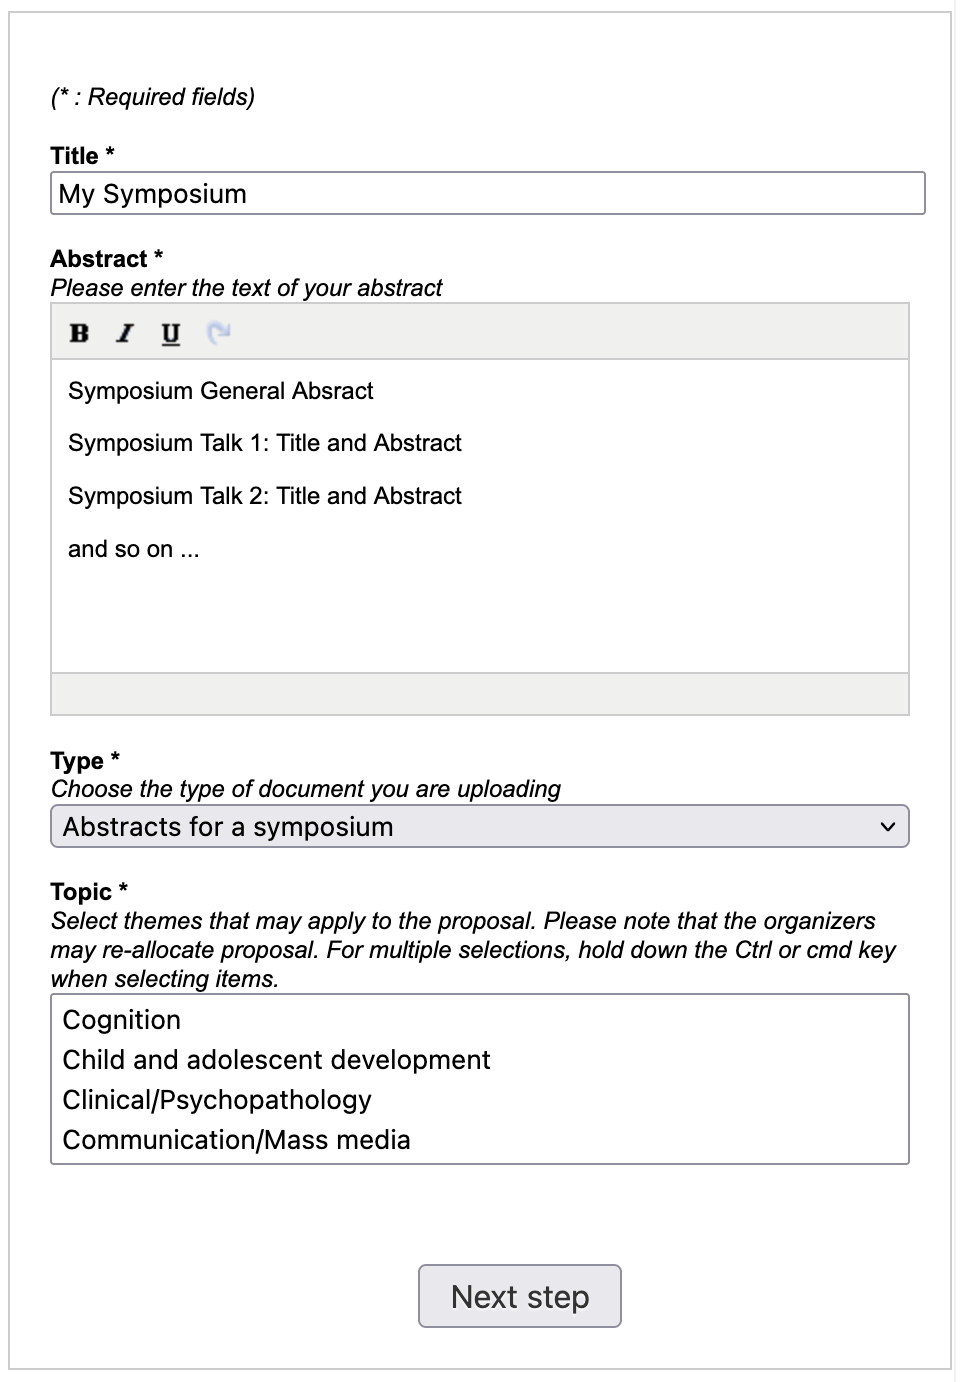 (* : Required fields)
Title *
My Symposium
Abstract *
Please enter the text of your abstract
B I U
Symposium General Absract
Symposium Talk 1: Title and Abstract
Symposium Talk 2: Title and Abstract
and so on ...
Type *
Choose the type of document you are uploading
Abstracts for a symposium
Topic *
Select themes that may apply to the proposal. Please note that the organizers
may re-allocate proposal. For multiple selections, hold down the Ctrl or cmd key
when selecting items.
Cognition
Child and adolescent development
Clinical/Psychopathology
Communication/Mass media
Next step